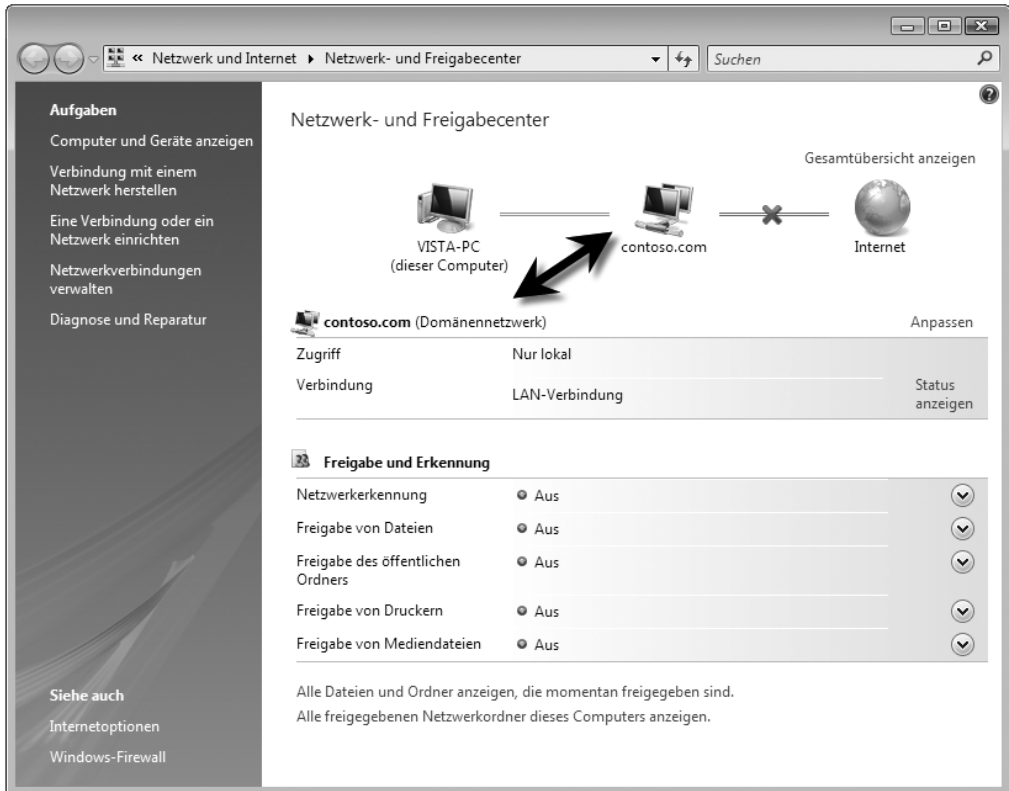 « Netzwerk und Internet ▸ Netzwerk- und Freigabecenter
Suchen
Aufgaben
Computer und Geräte anzeigen
Verbindung mit einem
Netzwerk herstellen
Eine Verbindung oder ein
Netzwerk einrichten
Netzwerkverbindungen
verwalten
Diagnose und Reparatur
Siehe auch
Internetoptionen
Windows-Firewall
Netzwerk- und Freigabecenter
Gesamtübersicht anzeigen
VISTA-PC
(dieser Computer)
contoso.com
Internet
contoso.com (Domänennetzwerk)
Anpassen
Zugriff
Nur lokal
Verbindung
LAN-Verbindung
Status
anzeigen
Freigabe und Erkennung
Netzwerkerkennung
Aus
Freigabe von Dateien
Aus
Freigabe des öffentlichen
Ordners
Aus
Freigabe von Druckern
Aus
Freigabe von Mediendateien
Aus
Alle Dateien und Ordner anzeigen, die momentan freigegeben sind.
Alle freigegebenen Netzwerkordner dieses Computers anzeigen.